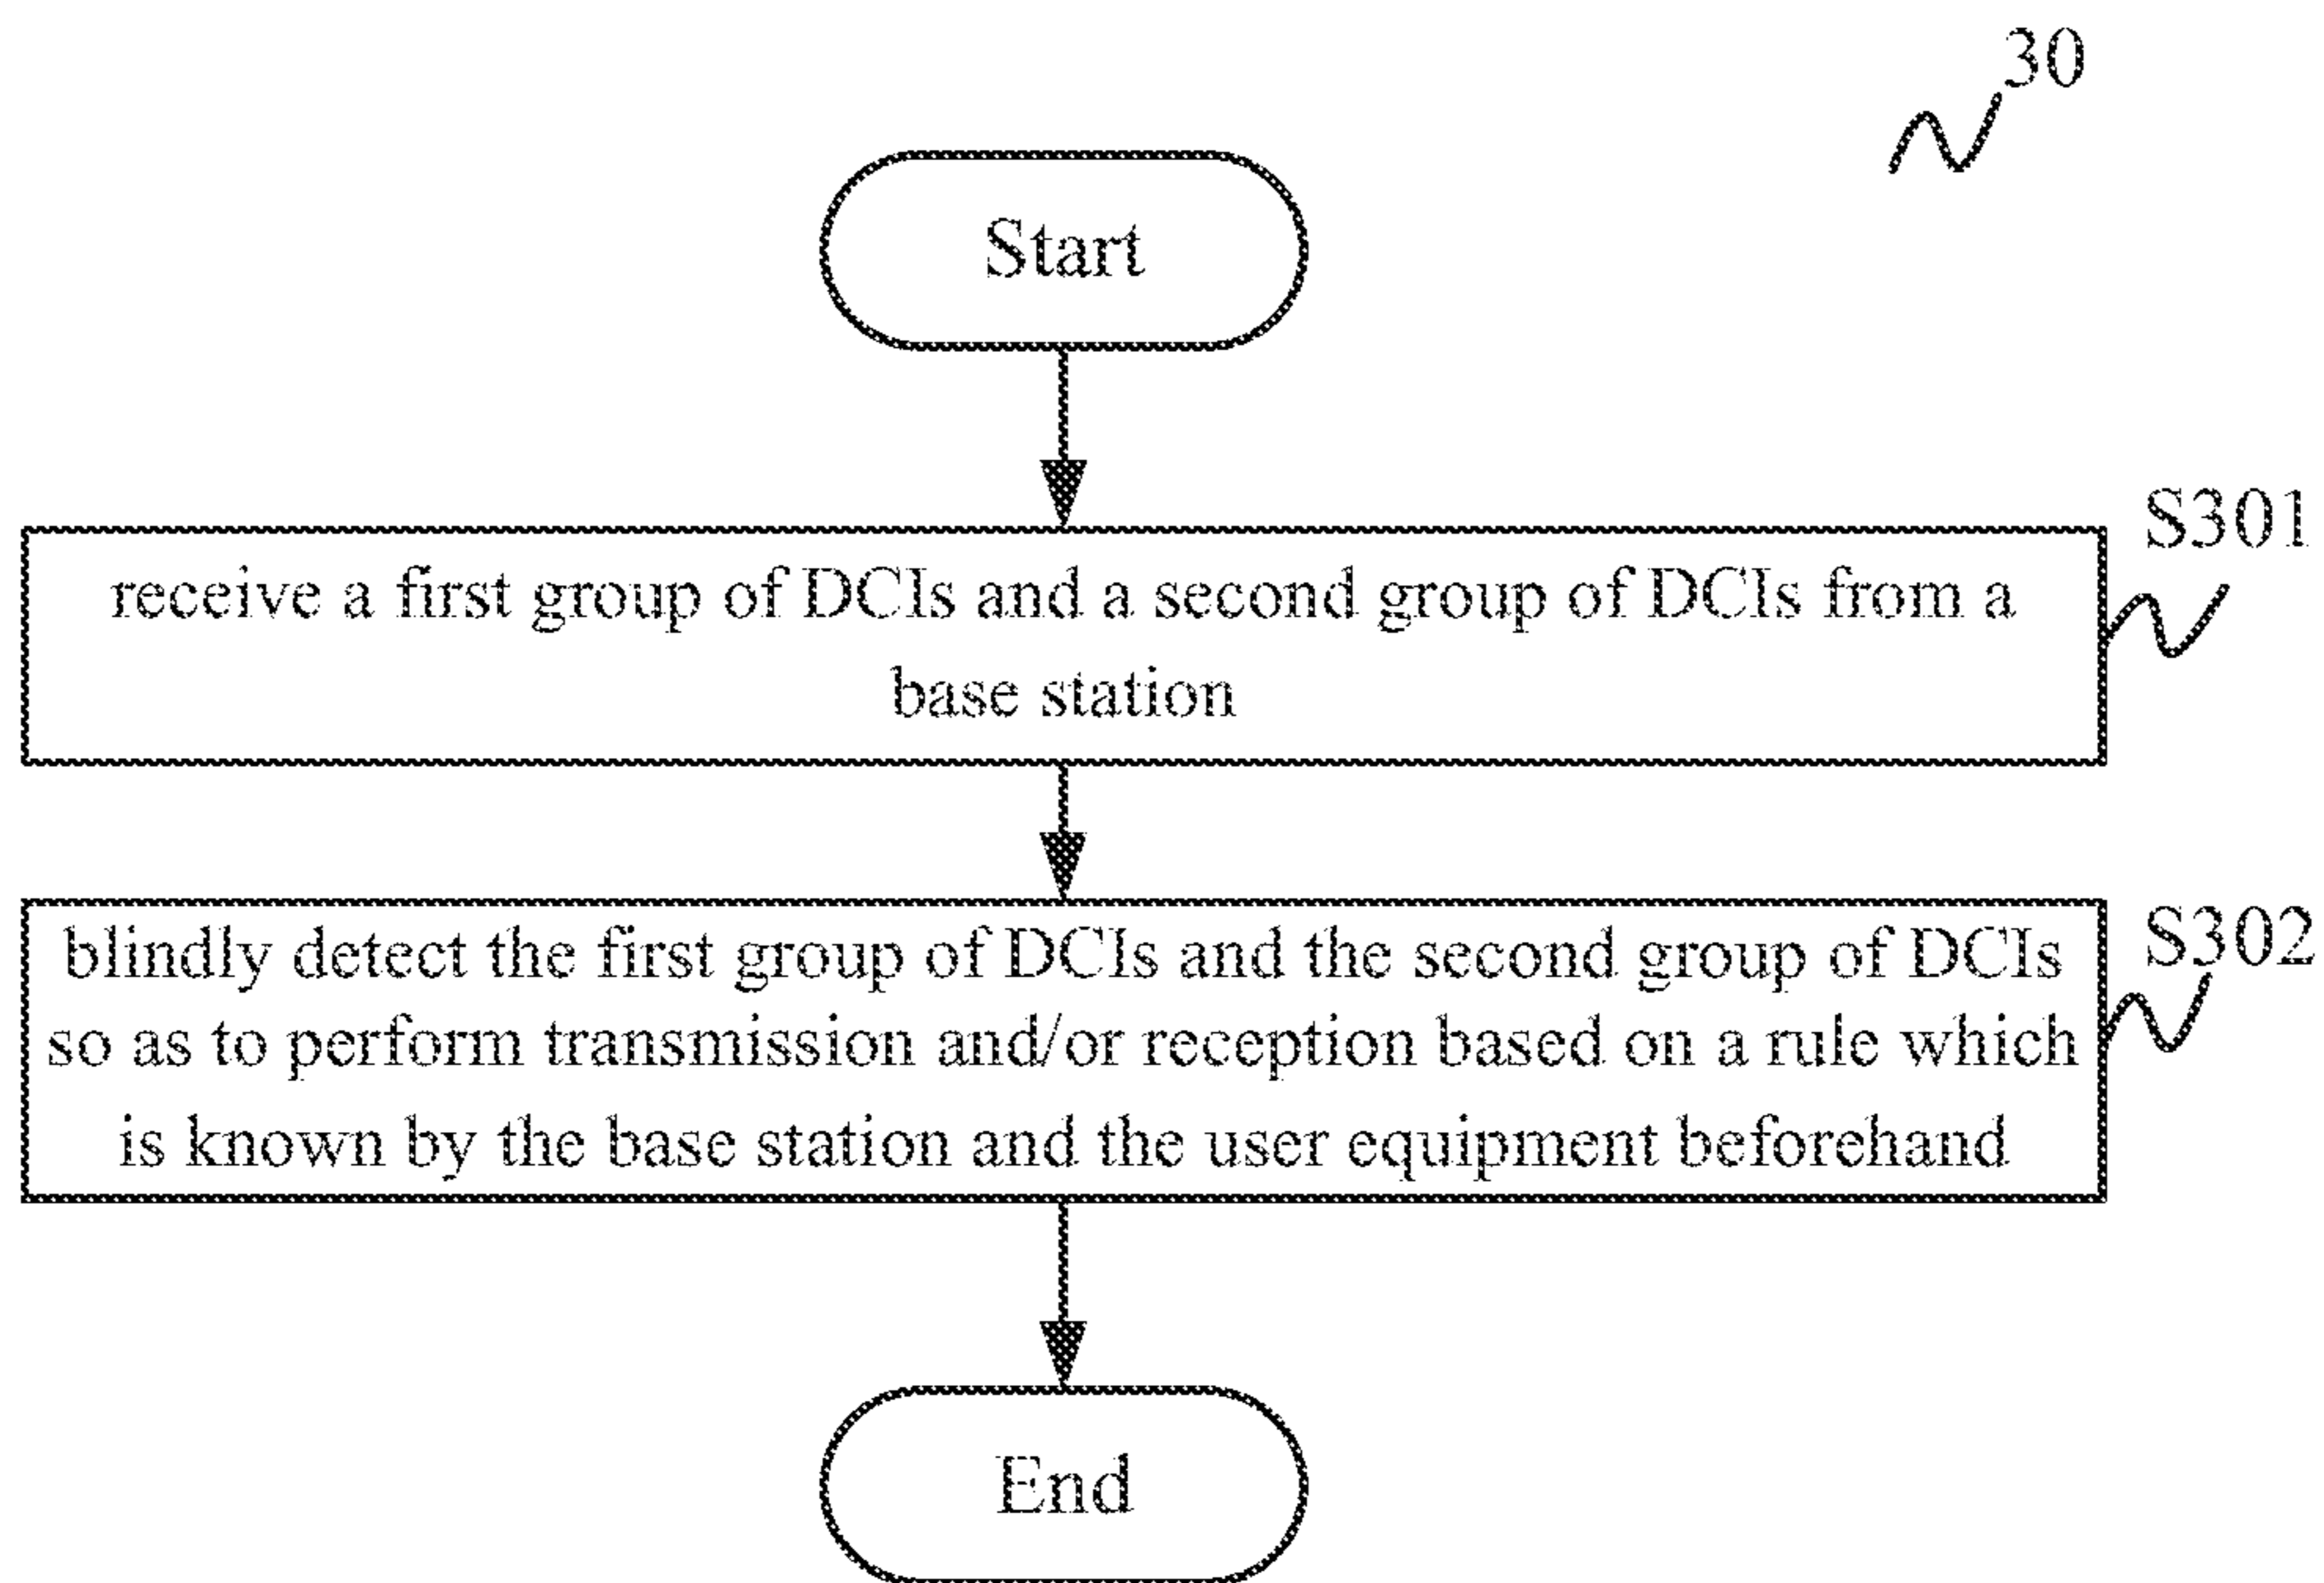 30
Start
S301
receive a first group of DCIs and a second group of DCIs from a
base station
S302
blindly detect the first group of DCIs and the second group of DCIs
so as to perform transmission and/or reception based on a rule which
is known by the base station and the user equipment beforehand
End